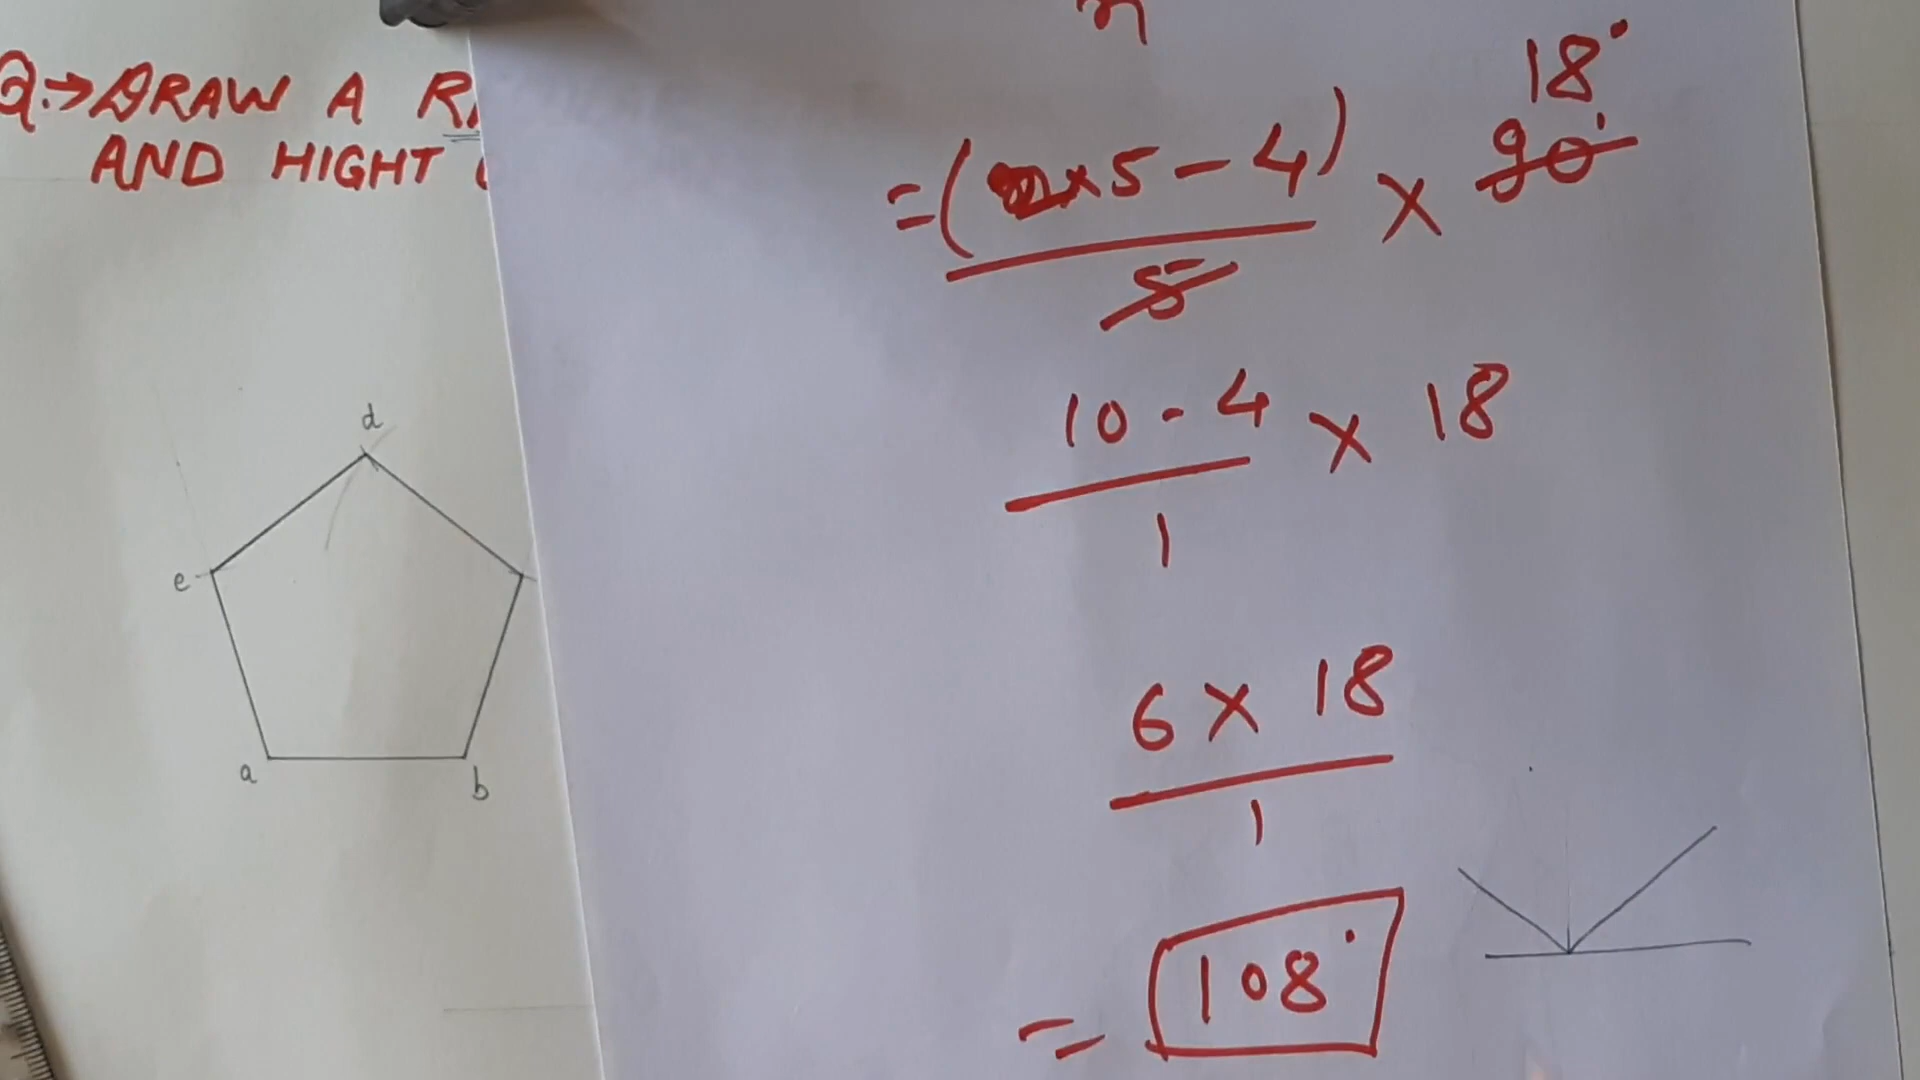 Q.→DRAW A
AND HIGHT
d
e
a
b
n
18°
=( 2×5-4) × 90°
5
10-4 × 18
1
6 × 18
1
= 108°